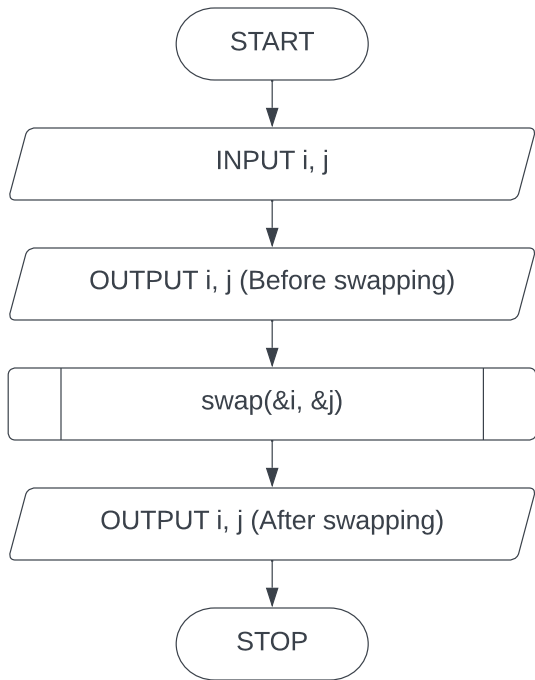 START
INPUT i, j
OUTPUT i, j (Before swapping)
swap(&i, &j)
OUTPUT i, j (After swapping)
STOP